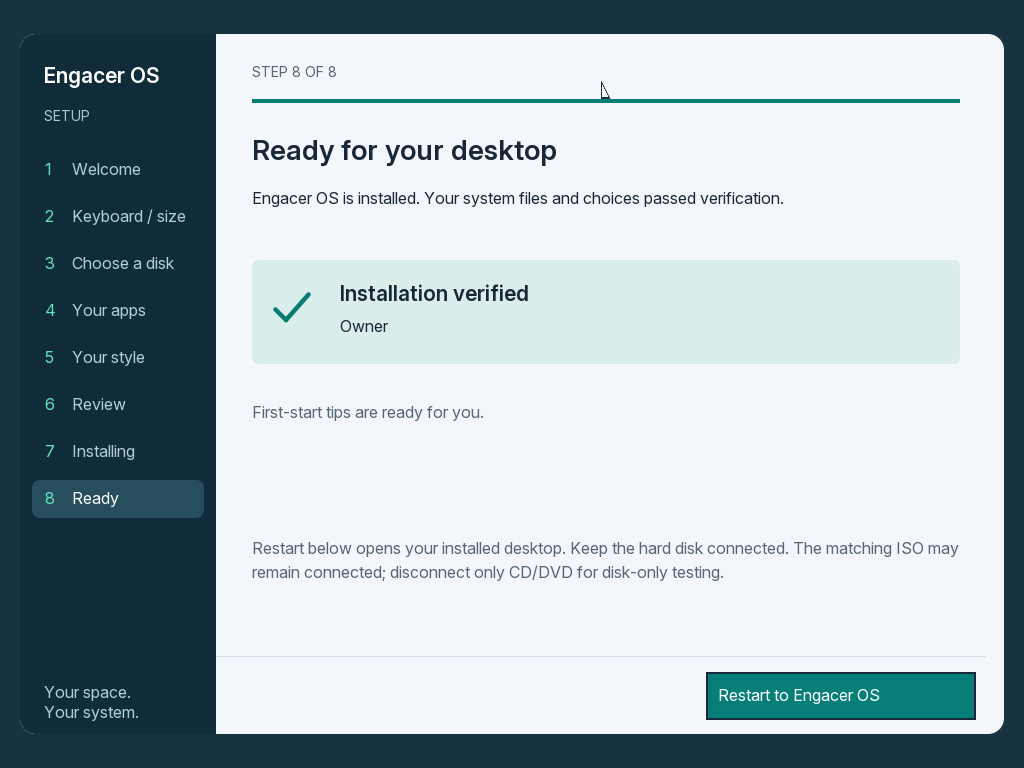 Engacer OS
SETUP
1 Welcome
2 Keyboard / size
3 Choose a disk
4 Your apps
5 Your style
6 Review
7 Installing
8 Ready
Your space.
Your system.
STEP 8 OF 8
Ready for your desktop
Engacer OS is installed. Your system files and choices passed verification.
Installation verified
Owner
First-start tips are ready for you.
Restart below opens your installed desktop. Keep the hard disk connected. The matching ISO may
remain connected; disconnect only CD/DVD for disk-only testing.
Restart to Engacer OS